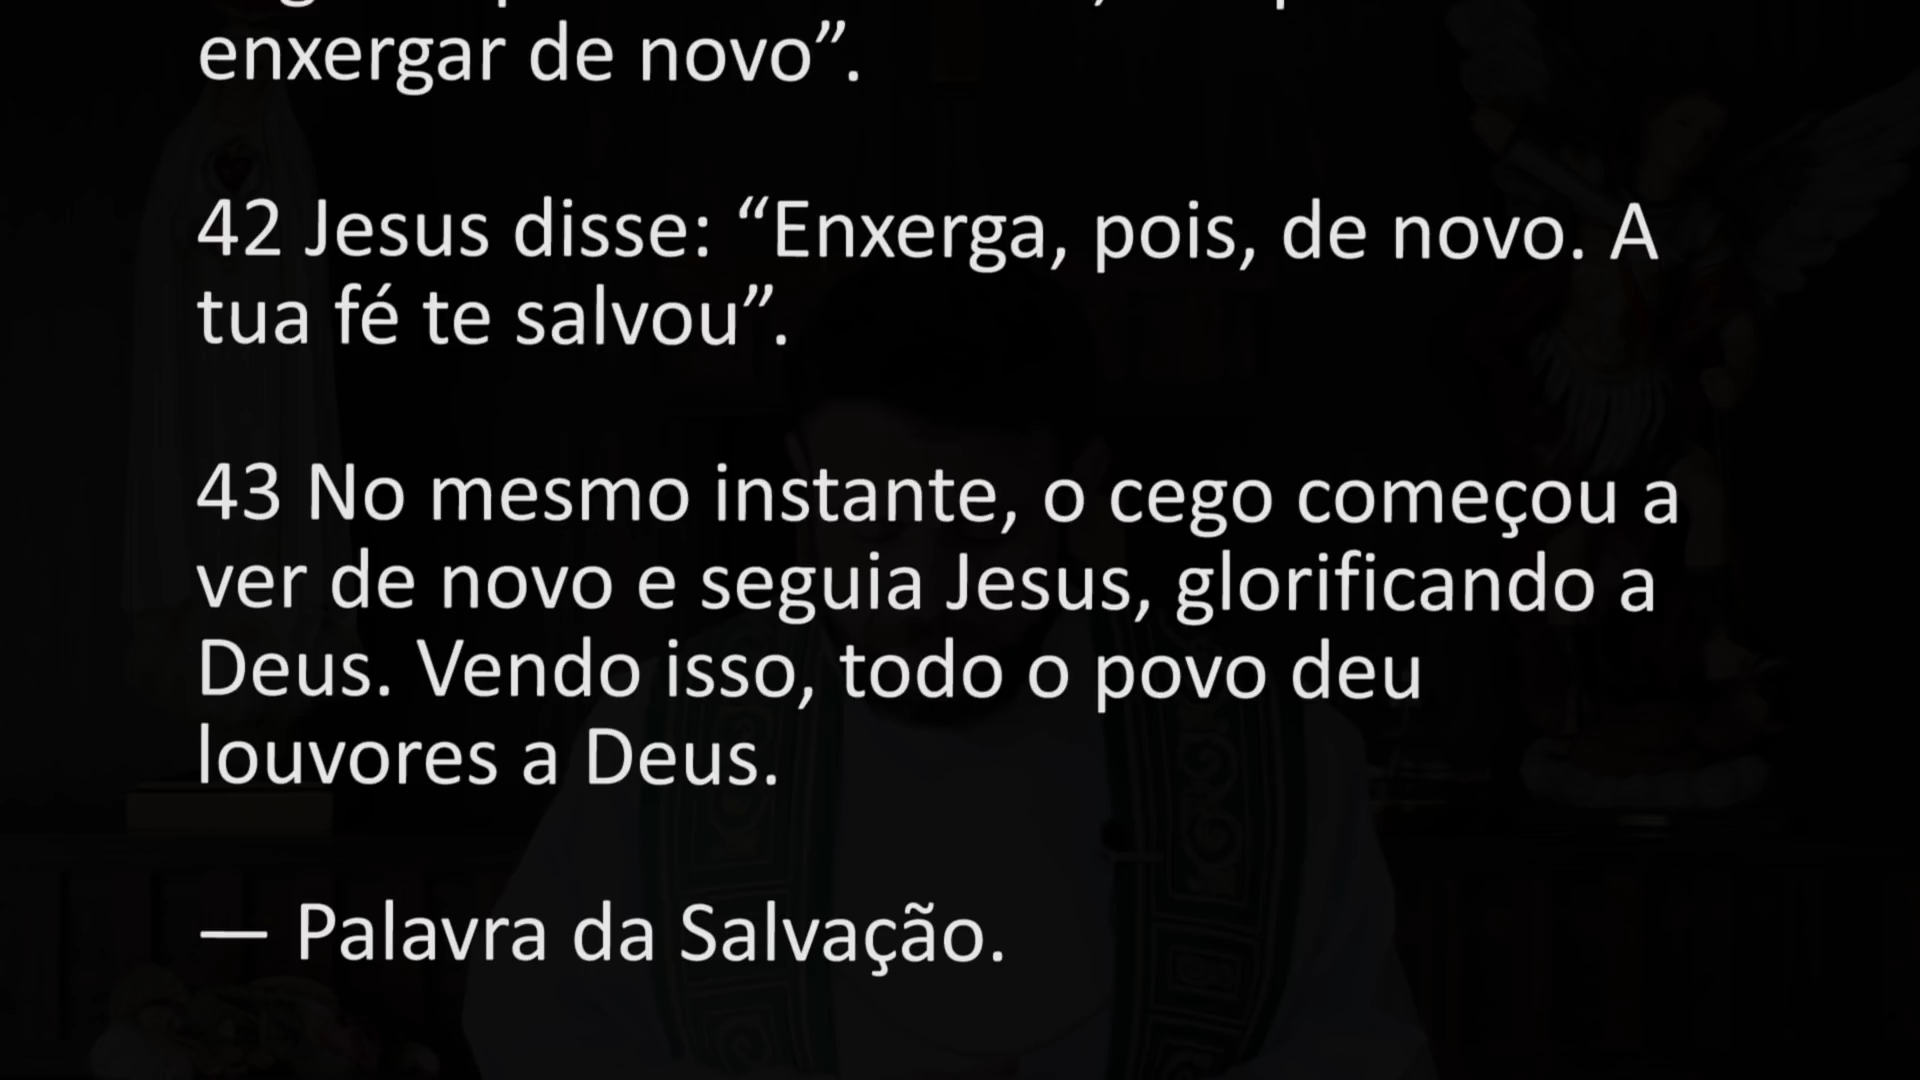 enxergar de novo”.
42 Jesus disse: “Enxerga, pois, de novo. A
tua fé te salvou”.
43 No mesmo instante, o cego começou a
ver de novo e seguia Jesus, glorificando a
Deus. Vendo isso, todo o povo deu
louvores a Deus.
— Palavra da Salvação.